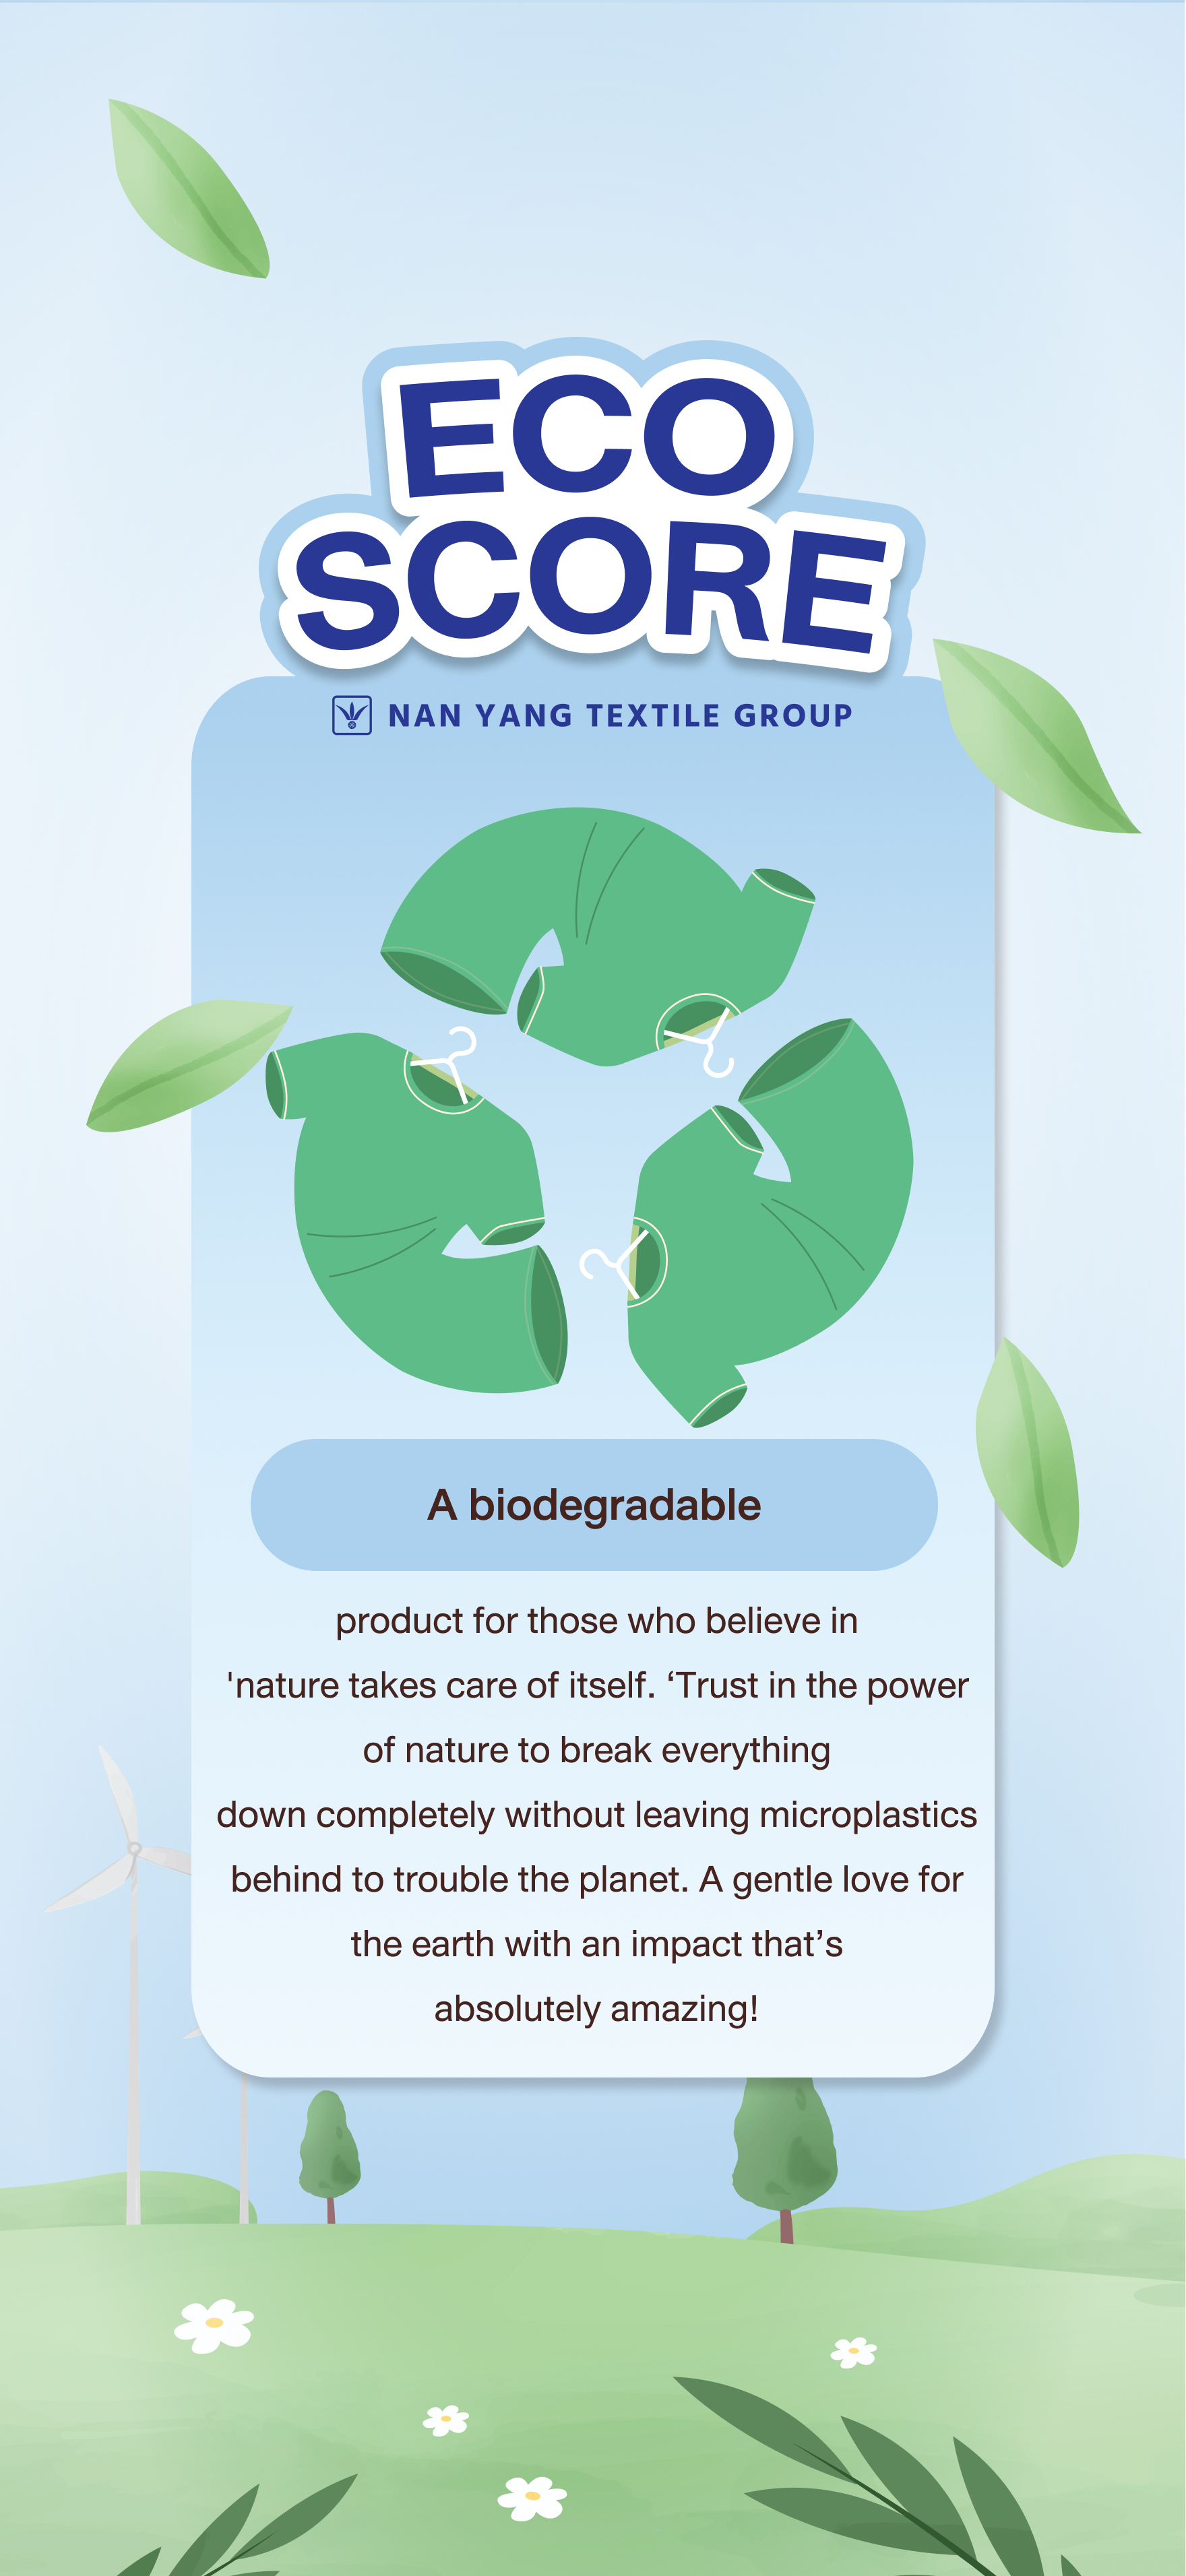 ECO
SCORE
NAN YANG TEXTILE GROUP
A biodegradable
product for those who believe in
'nature takes care of itself. ‘Trust in the power
of nature to break everything
down completely without leaving microplastics
behind to trouble the planet. A gentle love for
the earth with an impact that’s
absolutely amazing!